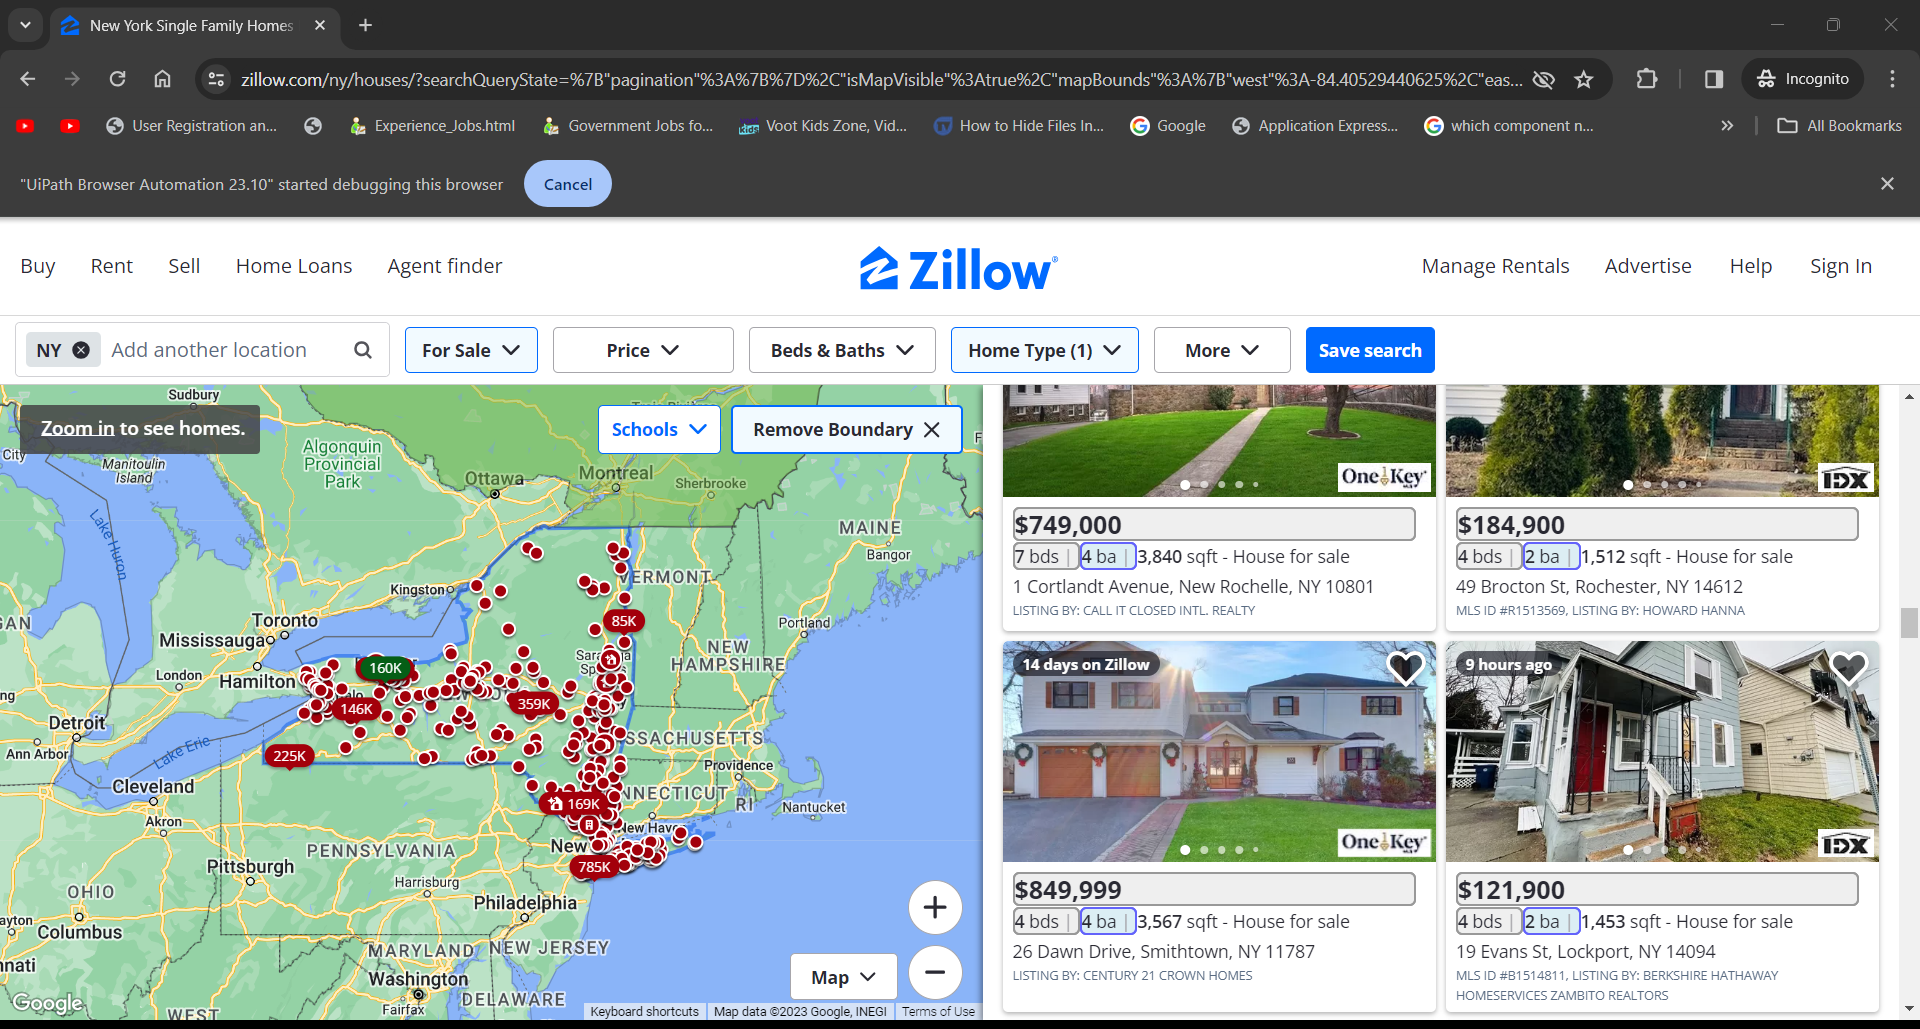 New York Single Family Homes
zillow.com/ny/houses/?searchQueryState=%7B"pagination"%3A%7B%7D%2C"isMapVisible"%3Atrue%2C"mapBounds"%3A%7B"west"%3A-84.40529440625%2C"eas...
Incognito
User Registration an...
Experience_Jobs.html
Government Jobs fo...
Voot Kids Zone, Vid...
How to Hide Files In...
Google
Application Express...
which component n...
»
All Bookmarks
"UiPath Browser Automation 23.10" started debugging this browser
Cancel
Buy
Rent
Sell
Home Loans
Agent finder
Zillow
Manage Rentals
Advertise
Help
Sign In
NY
Add another location
For Sale
Price
Beds & Baths
Home Type (1)
More
Save search
Zoom in to see homes.
Schools
Remove Boundary
Sudbury
City
Manitoulin
Island
Algonquin
Provincial
Park
Ottawa
Montreal
Sherbrooke
MAINE
Bangor
Lake Huron
Kingston
VERMONT
GAN
Toronto
Mississauga
85K
Portland
NEW
HAMPSHIRE
London
Hamilton
160K
ng
146K
359K
Detroit
Ann Arbor
Lake Erie
225K
SSACHUSETTS
Providence
Cleveland
169K
NNECTICUT
RI
Nantucket
Akron
New Have
New
785K
PENNSYLVANIA
Pittsburgh
Harrisburg
OHIO
Philadelphia
ayton
Columbus
MARYLAND
NEW JERSEY
nnati
Washington
DELAWARE
Fairfax
WEST
Google
Map
Keyboard shortcuts
Map data ©2023 Google, INEGI
Terms of Use
OneKey
$749,000
7 bds | 4 ba | 3,840 sqft - House for sale
1 Cortlandt Avenue, New Rochelle, NY 10801
LISTING BY: CALL IT CLOSED INTL. REALTY
IDX
$184,900
4 bds | 2 ba | 1,512 sqft - House for sale
49 Brocton St, Rochester, NY 14612
MLS ID #R1513569, LISTING BY: HOWARD HANNA
14 days on Zillow
OneKey
$849,999
4 bds | 4 ba | 3,567 sqft - House for sale
26 Dawn Drive, Smithtown, NY 11787
LISTING BY: CENTURY 21 CROWN HOMES
9 hours ago
IDX
$121,900
4 bds | 2 ba | 1,453 sqft - House for sale
19 Evans St, Lockport, NY 14094
MLS ID #B1514811, LISTING BY: BERKSHIRE HATHAWAY
HOMESERVICES ZAMBITO REALTORS